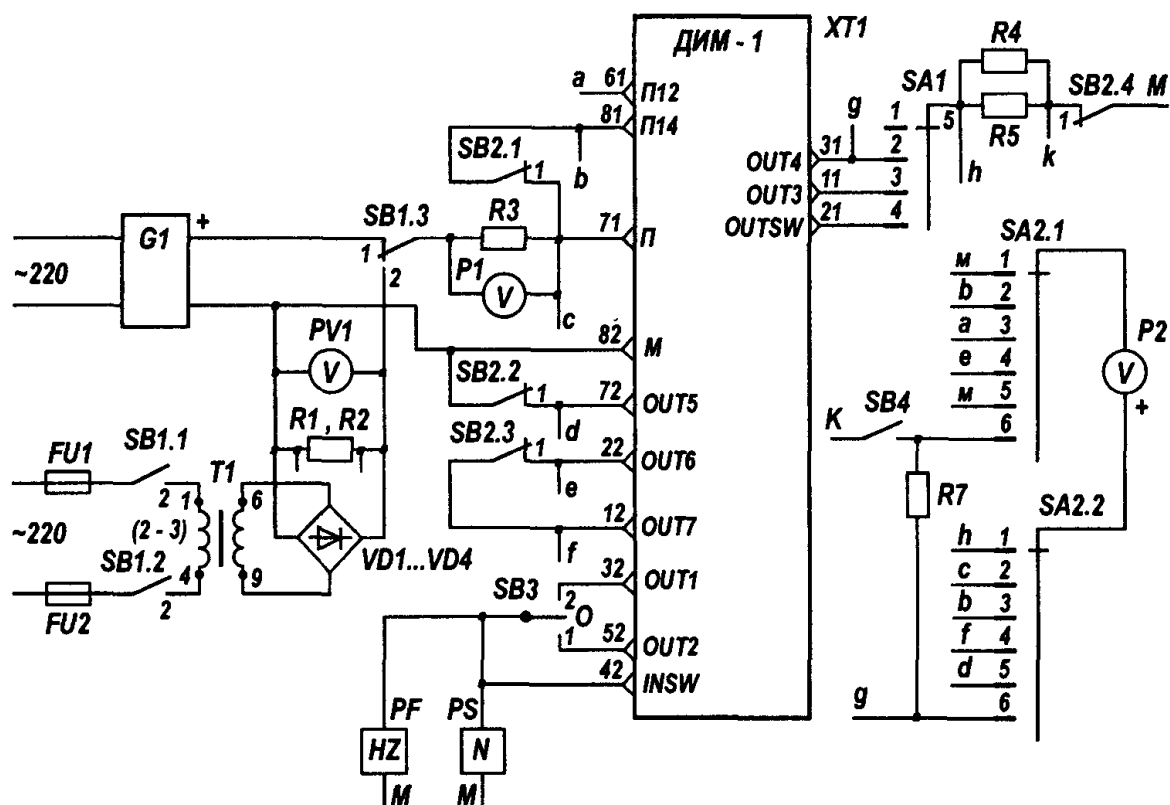 ДИМ - 1
XT1
a 61 П12
81 П14
SB2.1
1
b
R4
SA1
SB2.4 M
1
5
1
R5
g
2
h
k
OUT4 31
OUT3 11 3
OUTSW 21 4
G1
+
SB1.3
1
2
R3
71 П
P1
V
c
~220
82 M
PV1
V
SB2.2
1
72 OUT5
d
R1 , R2
SB2.3
1
22 OUT6
e
12 OUT7
f
FU1
SB1.1
2
T1
1
6
(2 - 3)
~220
4
9
SB1.2
2
FU2
VD1...VD4
32 OUT1
SB3
2
O
1
52 OUT2
42 INSW
PF
PS
HZ
N
M
M
SA2.1
м 1
b 2
a 3
e 4
м 5
6
P2
V
+
K
SB4
R7
SA2.2
h 1
c 2
b 3
f 4
d 5
g
6